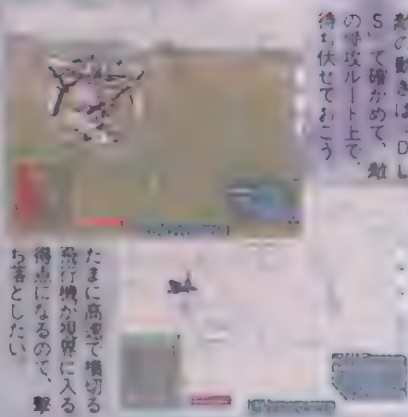 敵の動きは、DL
Sで確かめて、敵
の侵攻ルート上で
待ち伏せておこう
たまに高速で横切る
飛行機が視界に入る
得点になるので、撃
ち落としたい